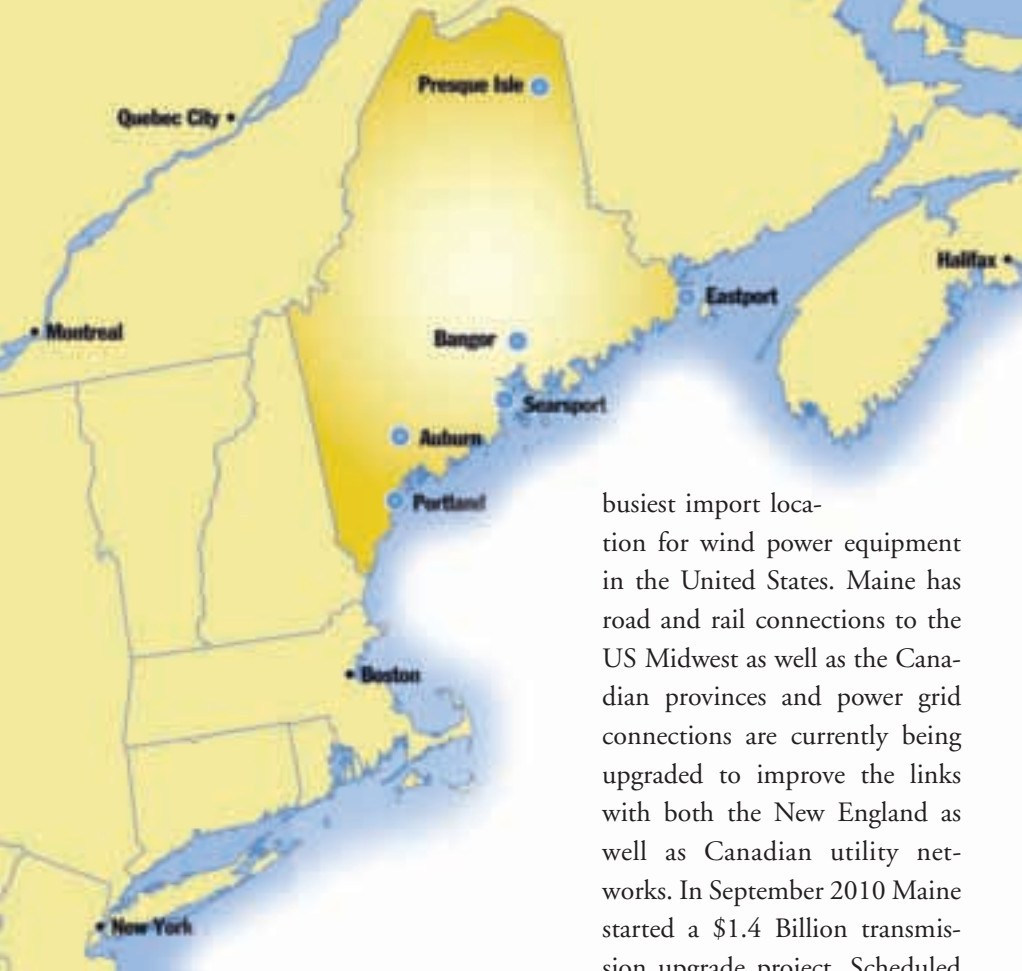 Presque Isle
Quebec City
Halifax
Eastport
Montreal
Bangor
Searsport
Auburn
Portland
Boston
New York
busiest import loca-
tion for wind power equipment
in the United States. Maine has
road and rail connections to the
US Midwest as well as the Cana-
dian provinces and power grid
connections are currently being
upgraded to improve the links
with both the New England as
well as Canadian utility net-
works. In September 2010 Maine
started a $1.4 Billion transmis-
sion upgrade project. Scheduled